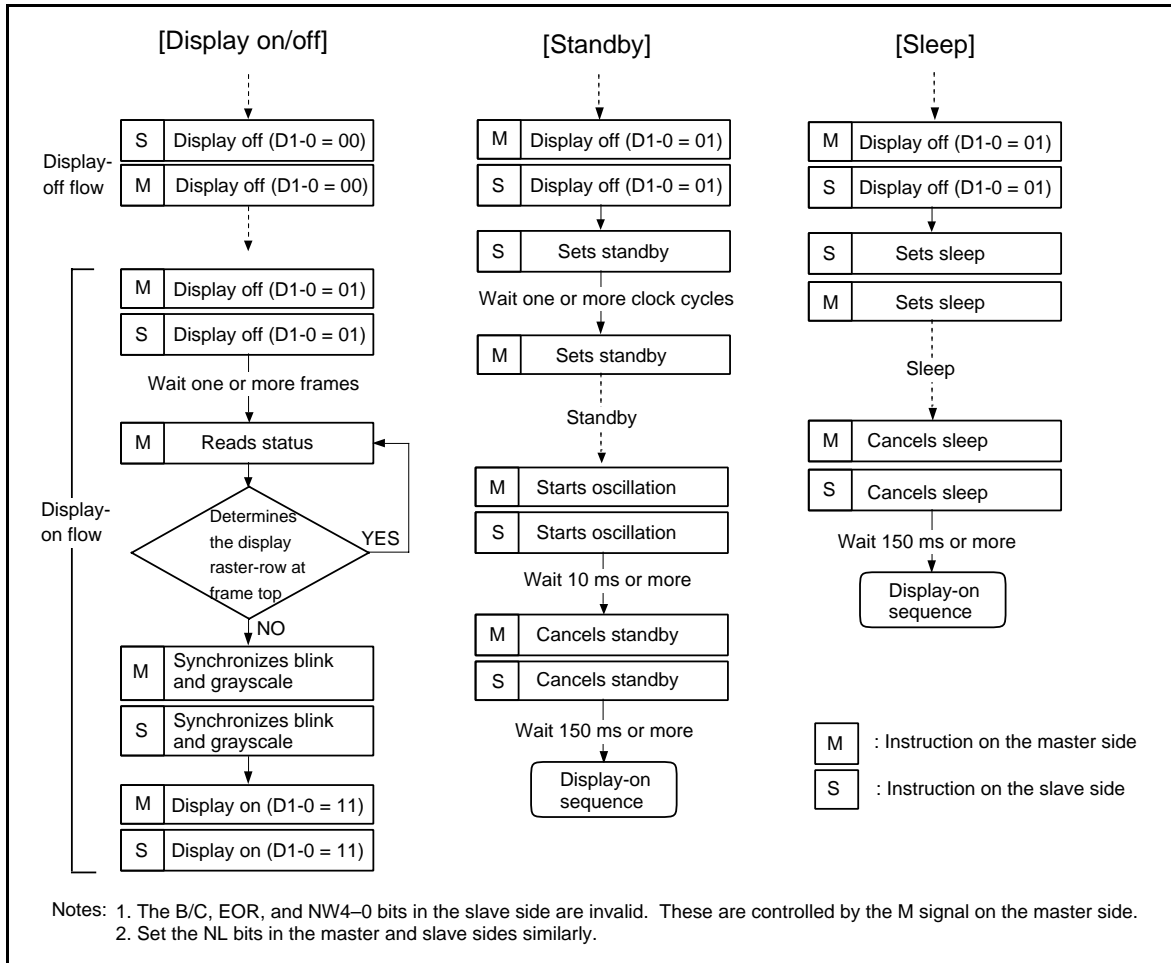 [Display on/off]
Display-
off flow
S Display off (D1-0 = 00)
M Display off (D1-0 = 00)
Display-
on flow
M Display off (D1-0 = 01)
S Display off (D1-0 = 01)
Wait one or more frames
M Reads status
Determines
the display
raster-row at
frame top
YES
NO
M Synchronizes blink
and grayscale
S Synchronizes blink
and grayscale
M Display on (D1-0 = 11)
S Display on (D1-0 = 11)
[Standby]
M Display off (D1-0 = 01)
S Display off (D1-0 = 01)
S Sets standby
Wait one or more clock cycles
M Sets standby
Standby
M Starts oscillation
S Starts oscillation
Wait 10 ms or more
M Cancels standby
S Cancels standby
Wait 150 ms or more
Display-on
sequence
[Sleep]
M Display off (D1-0 = 01)
S Display off (D1-0 = 01)
S Sets sleep
M Sets sleep
Sleep
M Cancels sleep
S Cancels sleep
Wait 150 ms or more
Display-on
sequence
M : Instruction on the master side
S : Instruction on the slave side
Notes: 1. The B/C, EOR, and NW4–0 bits in the slave side are invalid. These are controlled by the M signal on the master side.
2. Set the NL bits in the master and slave sides similarly.